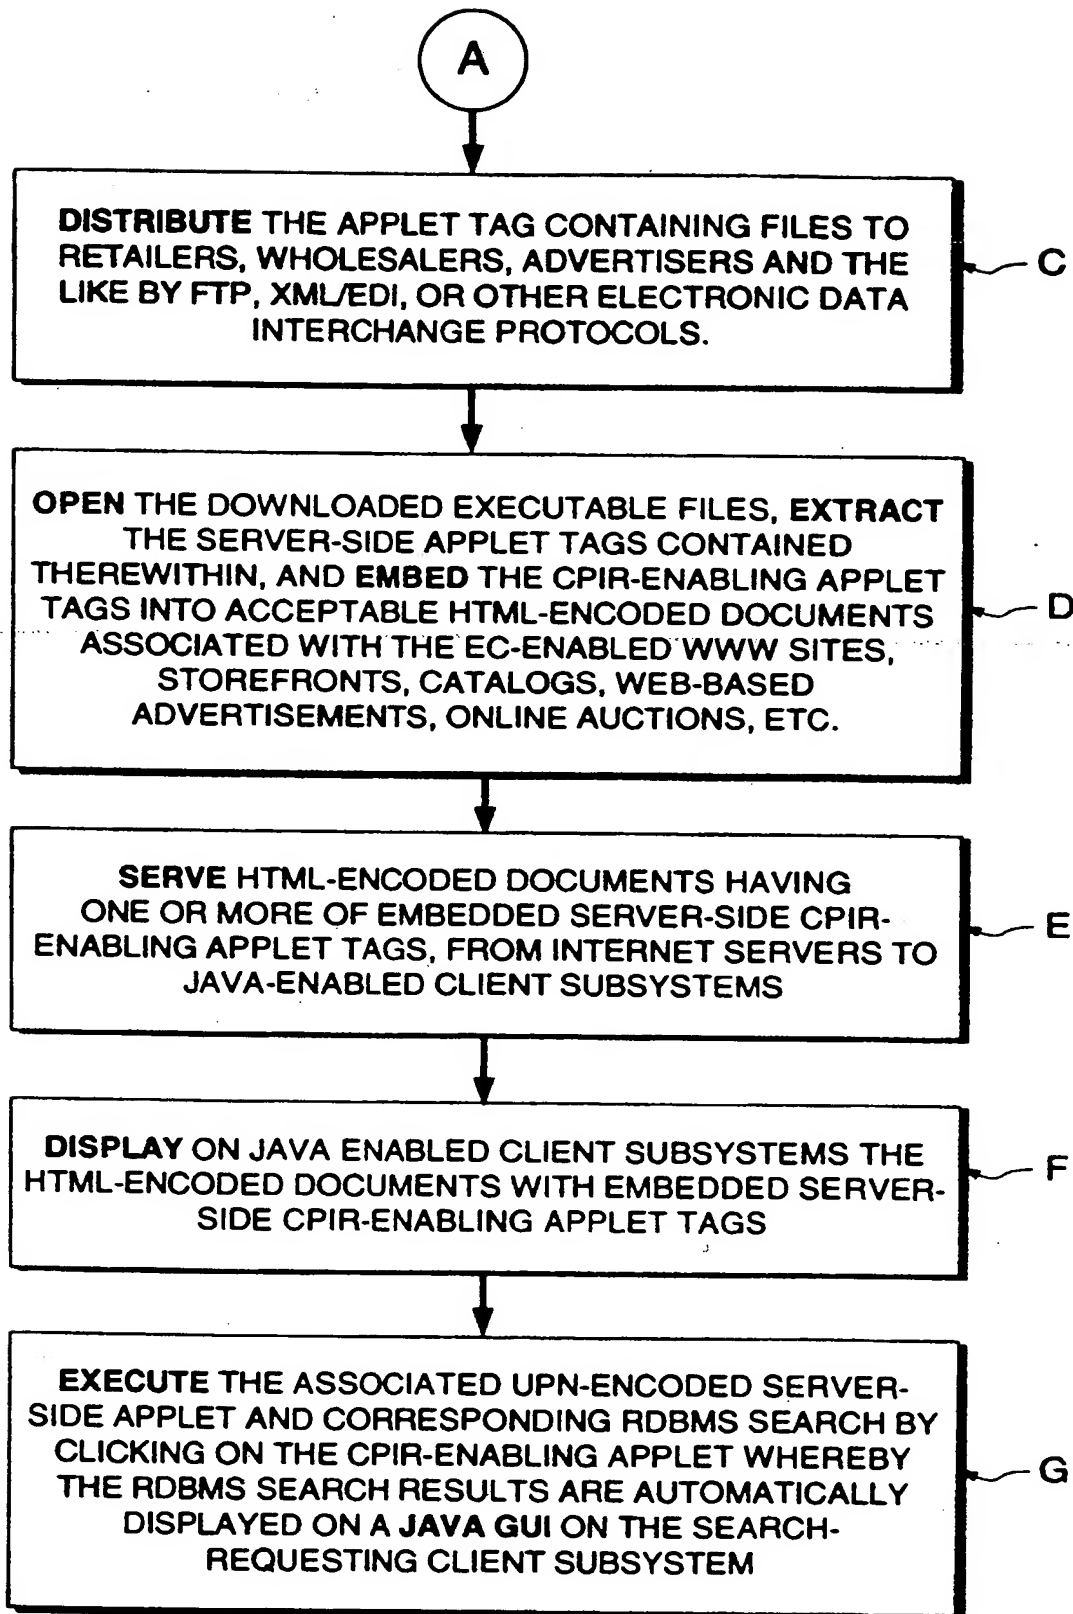 A
DISTRIBUTE THE APPLET TAG CONTAINING FILES TO
RETAILERS, WHOLESALERS, ADVERTISERS AND THE
LIKE BY FTP, XML/EDI, OR OTHER ELECTRONIC DATA
INTERCHANGE PROTOCOLS.
C
OPEN THE DOWNLOADED EXECUTABLE FILES, EXTRACT
THE SERVER-SIDE APPLET TAGS CONTAINED
THEREWITHIN, AND EMBED THE CPIR-ENABLING APPLET
TAGS INTO ACCEPTABLE HTML-ENCODED DOCUMENTS
ASSOCIATED WITH THE EC-ENABLED WWW SITES,
STOREFRONTS, CATALOGS, WEB-BASED
ADVERTISEMENTS, ONLINE AUCTIONS, ETC.
D
SERVE HTML-ENCODED DOCUMENTS HAVING
ONE OR MORE OF EMBEDDED SERVER-SIDE CPIR-
ENABLING APPLET TAGS, FROM INTERNET SERVERS TO
JAVA-ENABLED CLIENT SUBSYSTEMS
E
DISPLAY ON JAVA ENABLED CLIENT SUBSYSTEMS THE
HTML-ENCODED DOCUMENTS WITH EMBEDDED SERVER-
SIDE CPIR-ENABLING APPLET TAGS
F
EXECUTE THE ASSOCIATED UPN-ENCODED SERVER-
SIDE APPLET AND CORRESPONDING RDBMS SEARCH BY
CLICKING ON THE CPIR-ENABLING APPLET WHEREBY
THE RDBMS SEARCH RESULTS ARE AUTOMATICALLY
DISPLAYED ON A JAVA GUI ON THE SEARCH-
REQUESTING CLIENT SUBSYSTEM
G